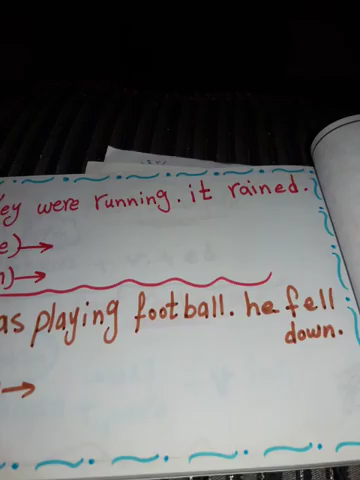 ey were running. it rained.
e) →
) →
as playing football. he fell
down.
→